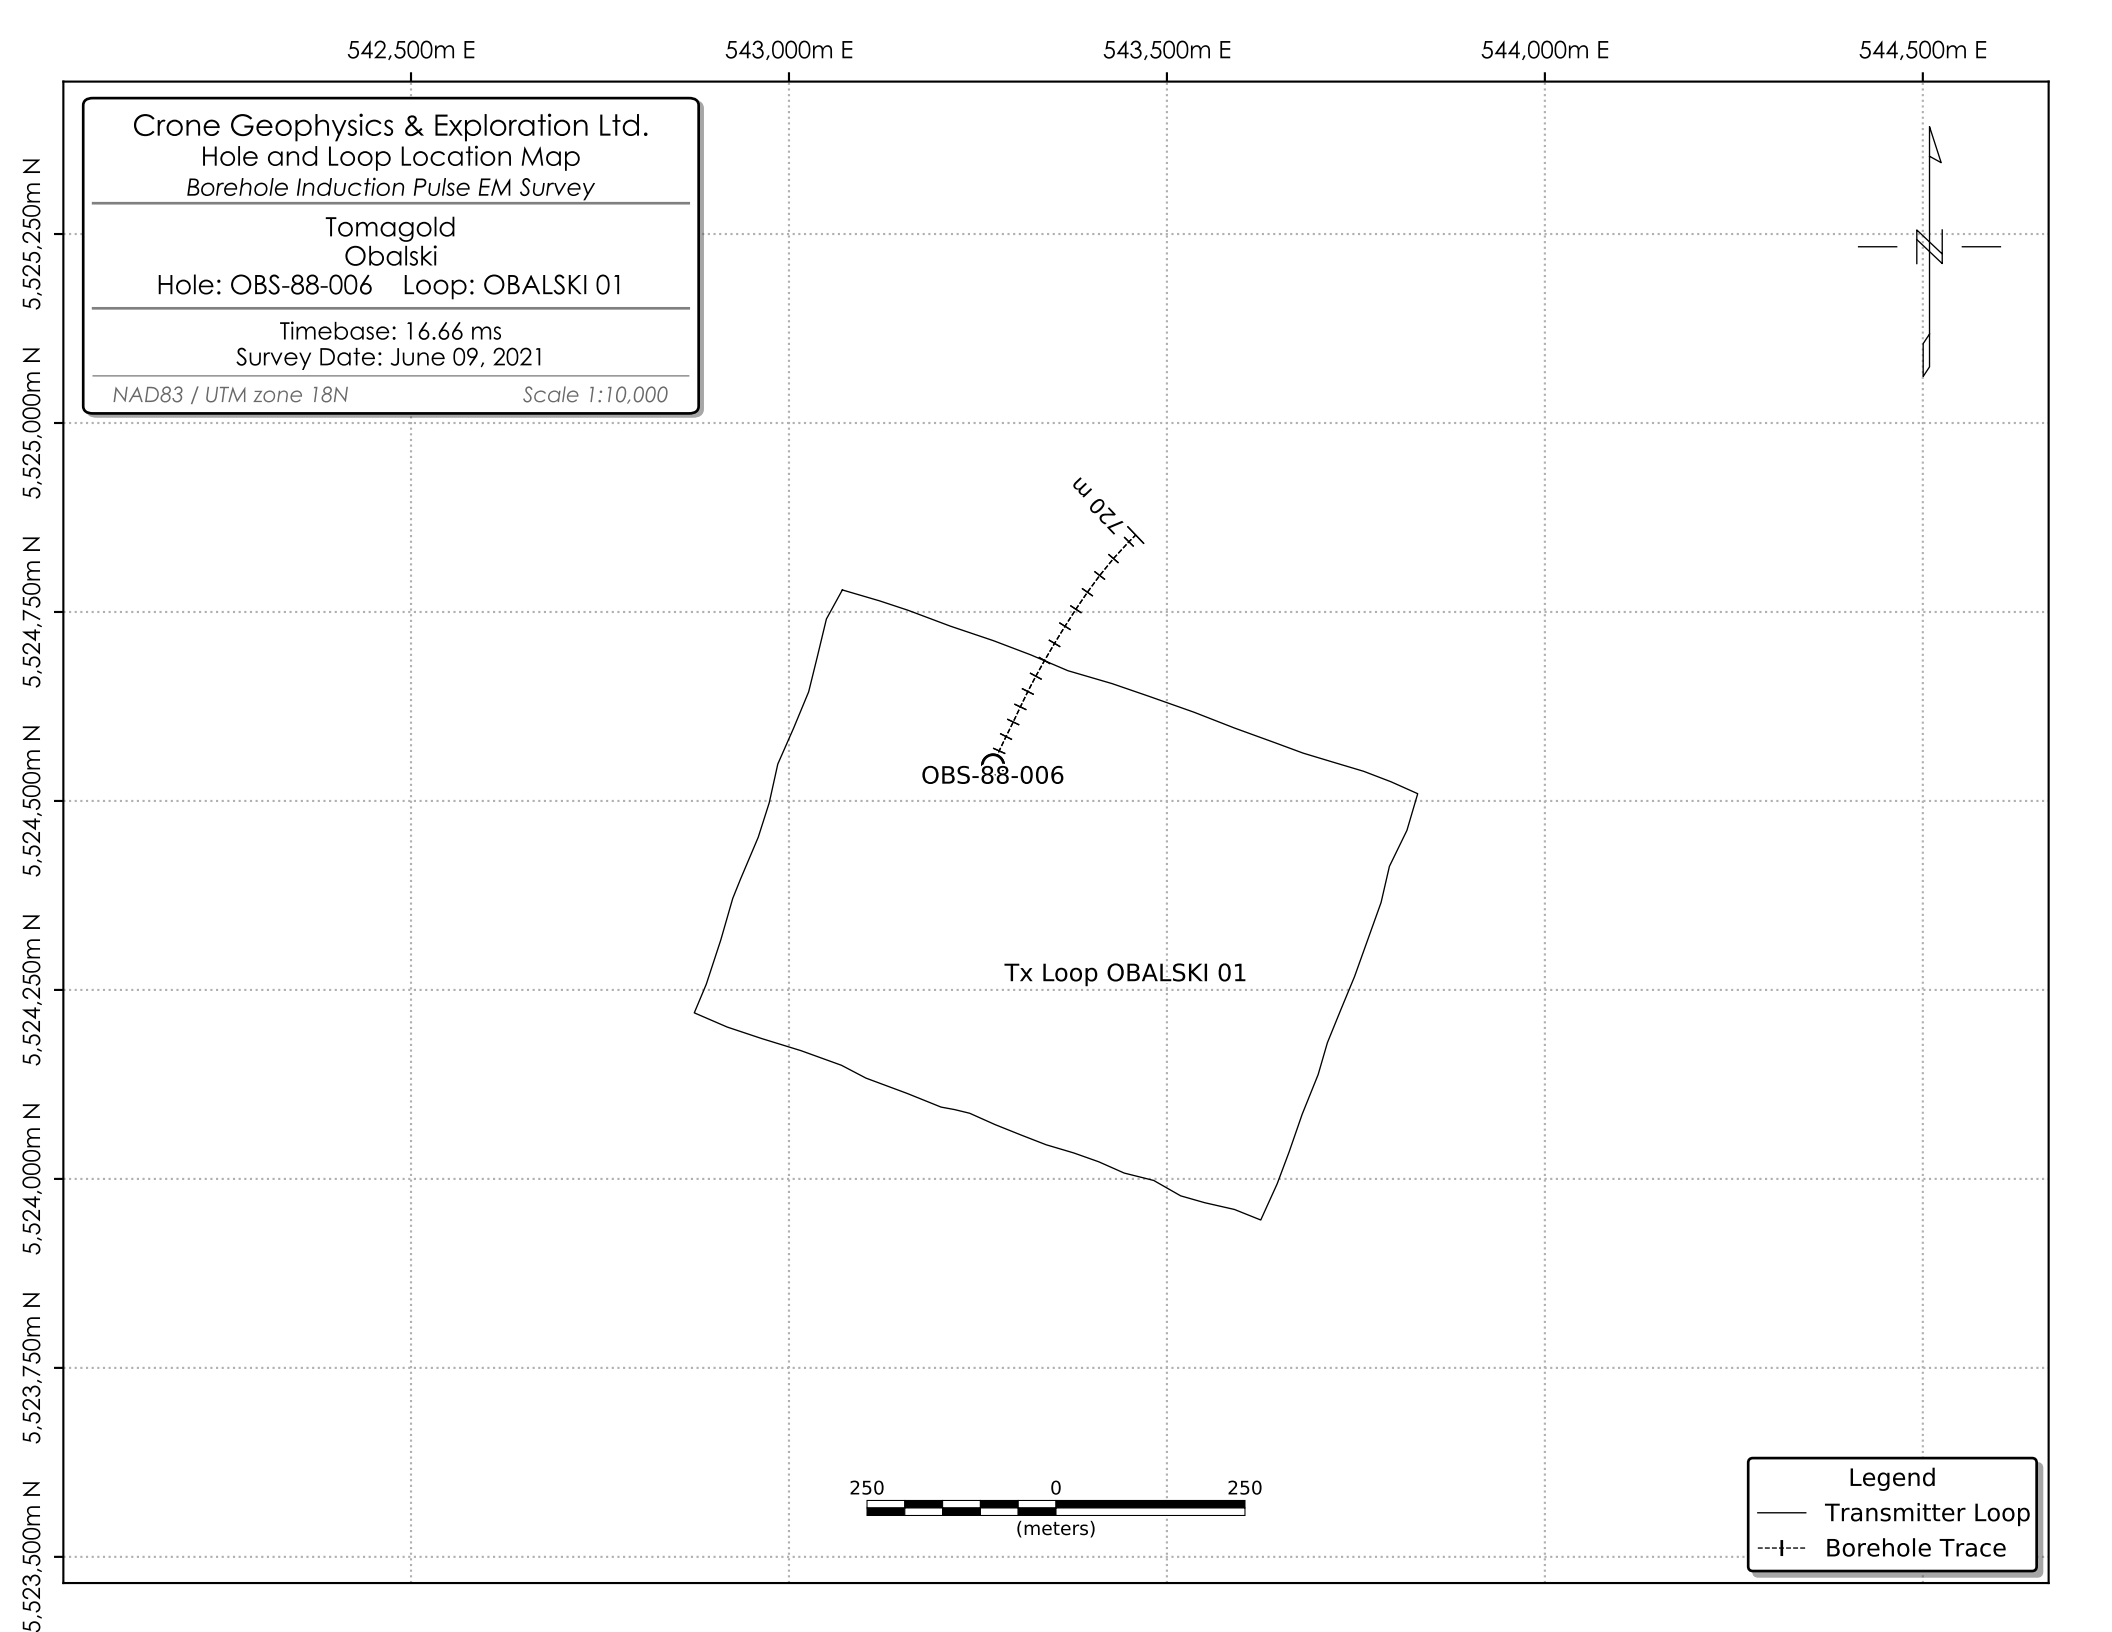 542,500m E 543,000m E 543,500m E 544,000m E 544,500m E
Crone Geophysics & Exploration Ltd.
Hole and Loop Location Map
Borehole Induction Pulse EM Survey
Tomagold
Obalski
Hole: OBS-88-006 Loop: OBALSKI 01
Timebase: 16.66 ms
Survey Date: June 09, 2021
NAD83 / UTM zone 18N Scale 1:10,000
5,525,250m N
5,525,000m N
5,524,750m N
5,524,500m N
5,524,250m N
5,524,000m N
5,523,750m N
5,523,500m N
N
720 m
OBS-88-006
Tx Loop OBALSKI 01
250 0 250
(meters)
Legend
Transmitter Loop
Borehole Trace